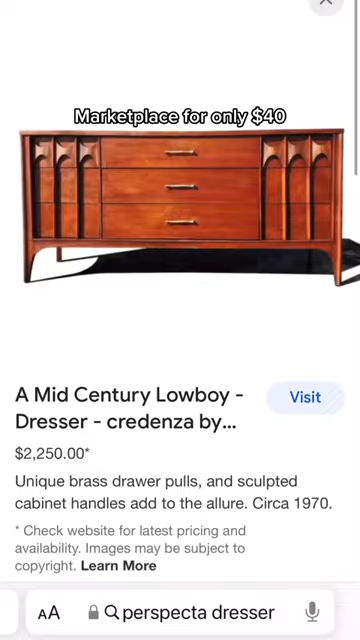 Marketplace for only $40
A Mid Century Lowboy -
Dresser - credenza by...
Visit
$2,250.00*
Unique brass drawer pulls, and sculpted
cabinet handles add to the allure. Circa 1970.
* Check website for latest pricing and
availability. Images may be subject to
copyright. Learn More
AA
perspecta dresser